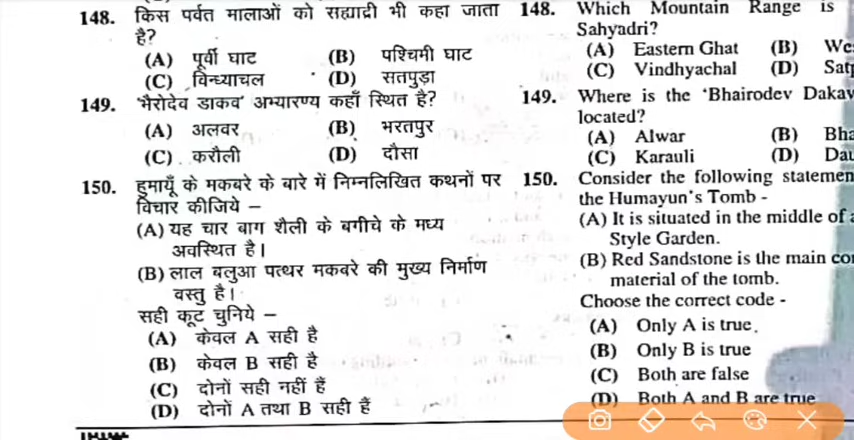 148. किस पर्वत मालाओं को सह्याद्री भी कहा जाता
है?
(A) पूर्वी घाट (B) पश्चिमी घाट
(C) विन्ध्याचल (D) सतपुड़ा
149. 'भैरोदेव डाकव' अभ्यारण्य कहाँ स्थित है?
(A) अलवर (B) भरतपुर
(C) करौली (D) दौसा
150. हुमायूँ के मकबरे के बारे में निम्नलिखित कथनों पर
विचार कीजिये –
(A) यह चार बाग शैली के बगीचे के मध्य
अवस्थित है।
(B) लाल बलुआ पत्थर मकबरे की मुख्य निर्माण
वस्तु है।
सही कूट चुनिये –
(A) केवल A सही है
(B) केवल B सही है
(C) दोनों सही नहीं हैं
(D) दोनों A तथा B सही हैं
148. Which Mountain Range is
Sahyadri?
(A) Eastern Ghat (B)
(C) Vindhyachal (D)
149. Where is the 'Bhairodev
located?
(A) Alwar (B)
(C) Karauli (D)
150. Consider the following
the Humayun's Tomb -
(A) It is situated in the middle of
Style Garden.
(B) Red Sandstone is the main
material of the tomb.
Choose the correct code -
(A) Only A is true.
(B) Only B is true
(C) Both are false
(D) Both A and B are true